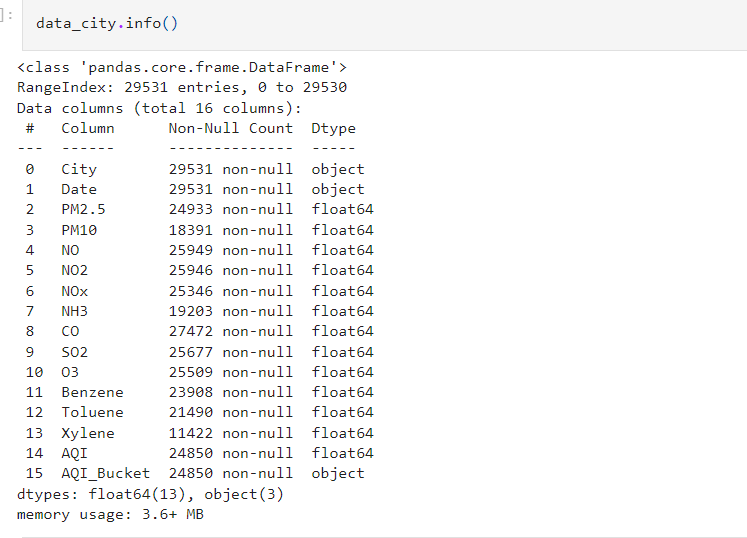 ]:
data_city.info()
<class 'pandas.core.frame.DataFrame'>
RangeIndex: 29531 entries, 0 to 29530
Data columns (total 16 columns):
 #   Column      Non-Null Count  Dtype
---  ------      --------------  -----
 0   City        29531 non-null  object
 1   Date        29531 non-null  object
 2   PM2.5       24933 non-null  float64
 3   PM10        18391 non-null  float64
 4   NO          25949 non-null  float64
 5   NO2         25946 non-null  float64
 6   NOx         25346 non-null  float64
 7   NH3         19203 non-null  float64
 8   CO          27472 non-null  float64
 9   SO2         25677 non-null  float64
 10  O3          25509 non-null  float64
 11  Benzene     23908 non-null  float64
 12  Toluene     21490 non-null  float64
 13  Xylene      11422 non-null  float64
 14  AQI         24850 non-null  float64
 15  AQI_Bucket  24850 non-null  object
dtypes: float64(13), object(3)
memory usage: 3.6+ MB